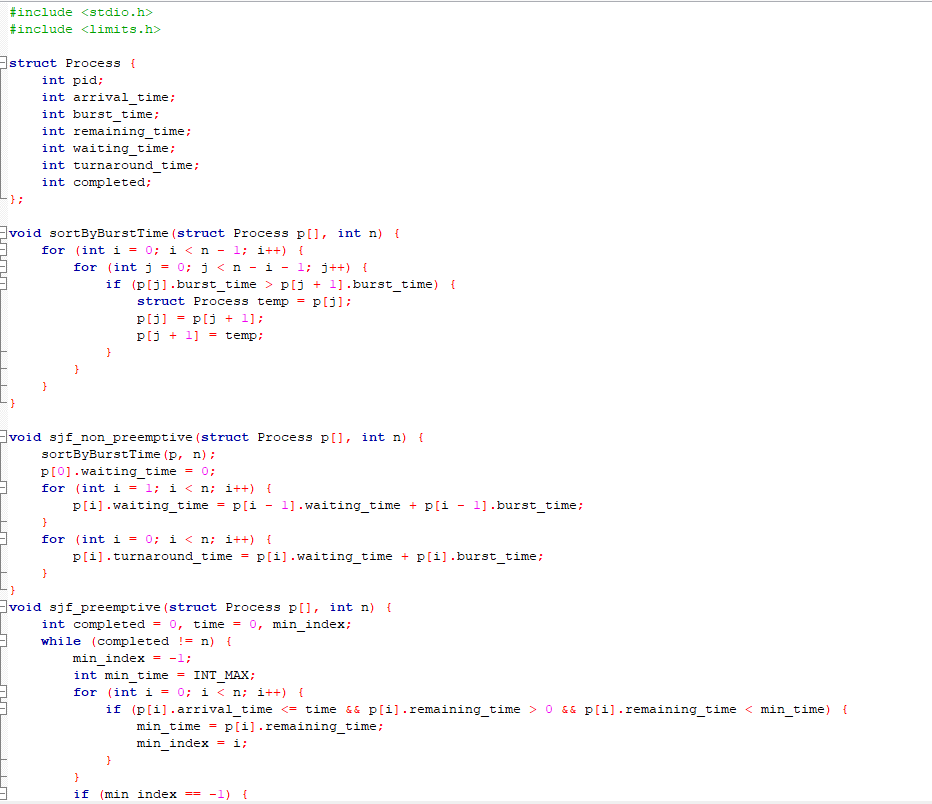 #include <stdio.h>
#include <limits.h>
struct Process {
    int pid;
    int arrival_time;
    int burst_time;
    int remaining_time;
    int waiting_time;
    int turnaround_time;
    int completed;
};
void sortByBurstTime(struct Process p[], int n) {
    for (int i = 0; i < n - 1; i++) {
        for (int j = 0; j < n - i - 1; j++) {
            if (p[j].burst_time > p[j + 1].burst_time) {
                struct Process temp = p[j];
                p[j] = p[j + 1];
                p[j + 1] = temp;
            }
        }
    }
}
void sjf_non_preemptive(struct Process p[], int n) {
    sortByBurstTime(p, n);
    p[0].waiting_time = 0;
    for (int i = 1; i < n; i++) {
        p[i].waiting_time = p[i - 1].waiting_time + p[i - 1].burst_time;
    }
    for (int i = 0; i < n; i++) {
        p[i].turnaround_time = p[i].waiting_time + p[i].burst_time;
    }
}
void sjf_preemptive(struct Process p[], int n) {
    int completed = 0, time = 0, min_index;
    while (completed != n) {
        min_index = -1;
        int min_time = INT_MAX;
        for (int i = 0; i < n; i++) {
            if (p[i].arrival_time <= time && p[i].remaining_time > 0 && p[i].remaining_time < min_time) {
                min_time = p[i].remaining_time;
                min_index = i;
            }
        }
        if (min_index == -1) {